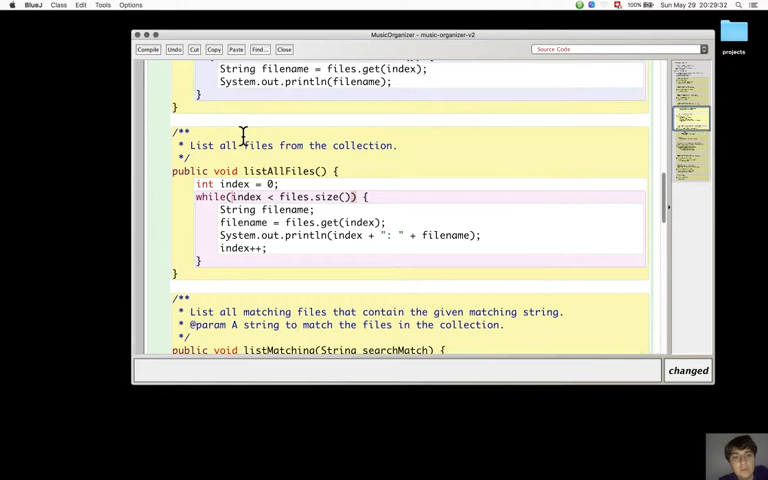 BlueJ Class Edit Tools Options 100% Sun May 29 20:29:32
MusicOrganizer - music-organizer-v2
Compile Undo Cut Copy Paste Find... Close Source Code
projects
String filename = files.get(index);
System.out.println(filename);
}
}
/**
* List all files from the collection.
*/
public void listAllFiles() {
int index = 0;
while(index < files.size()) {
String filename;
filename = files.get(index);
System.out.println(index + ": " + filename);
index++;
}
}
/**
* List all matching files that contain the given matching string.
* @param A string to match the files in the collection.
*/
public void listMatching(String searchMatch) {
changed